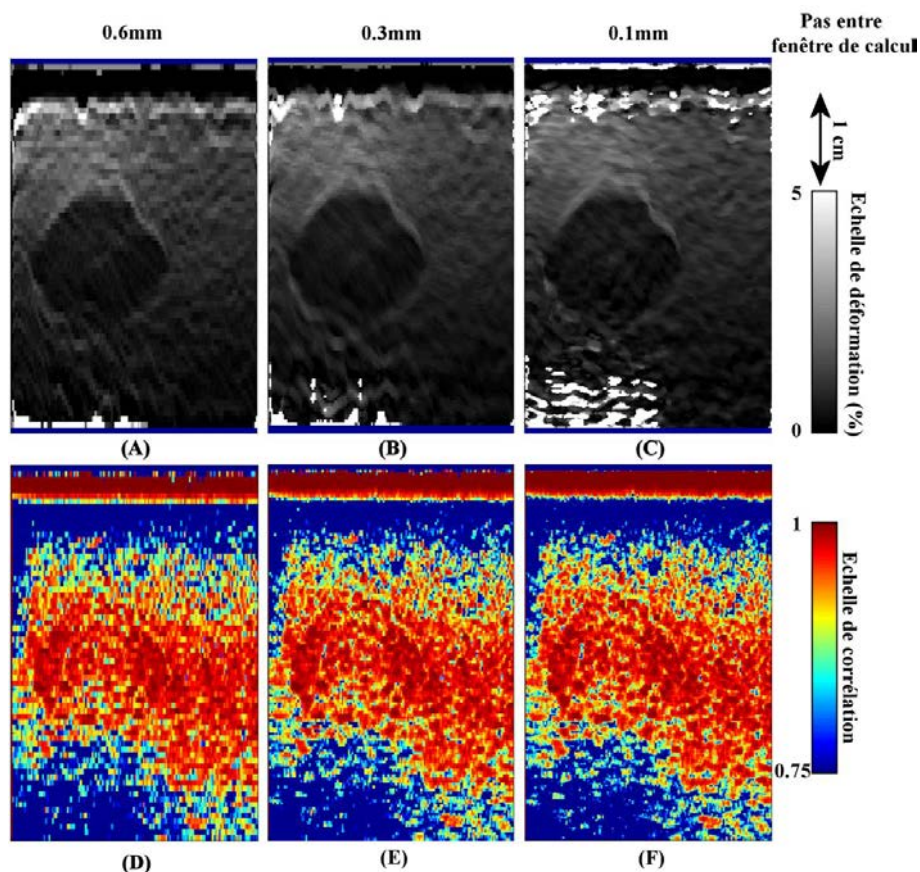 0.6mm
0.3mm
0.1mm
Pas entre
fenêtre de calcul
1 cm
5
Echelle de déformation (%)
0
(A)
(B)
(C)
1
Echelle de corrélation
0.75
(D)
(E)
(F)